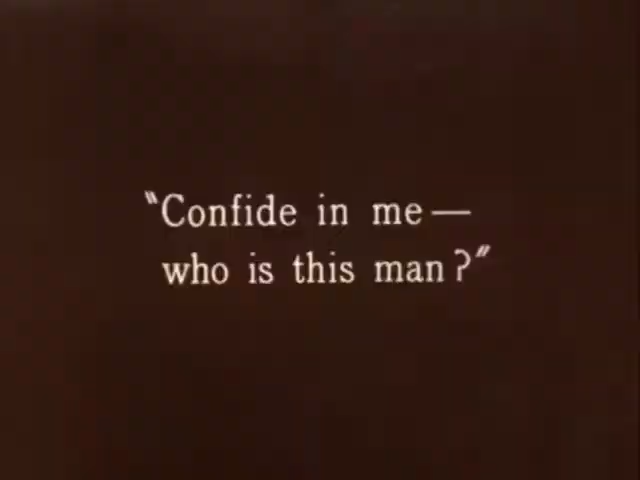 "Confide in me—
who is this man?"